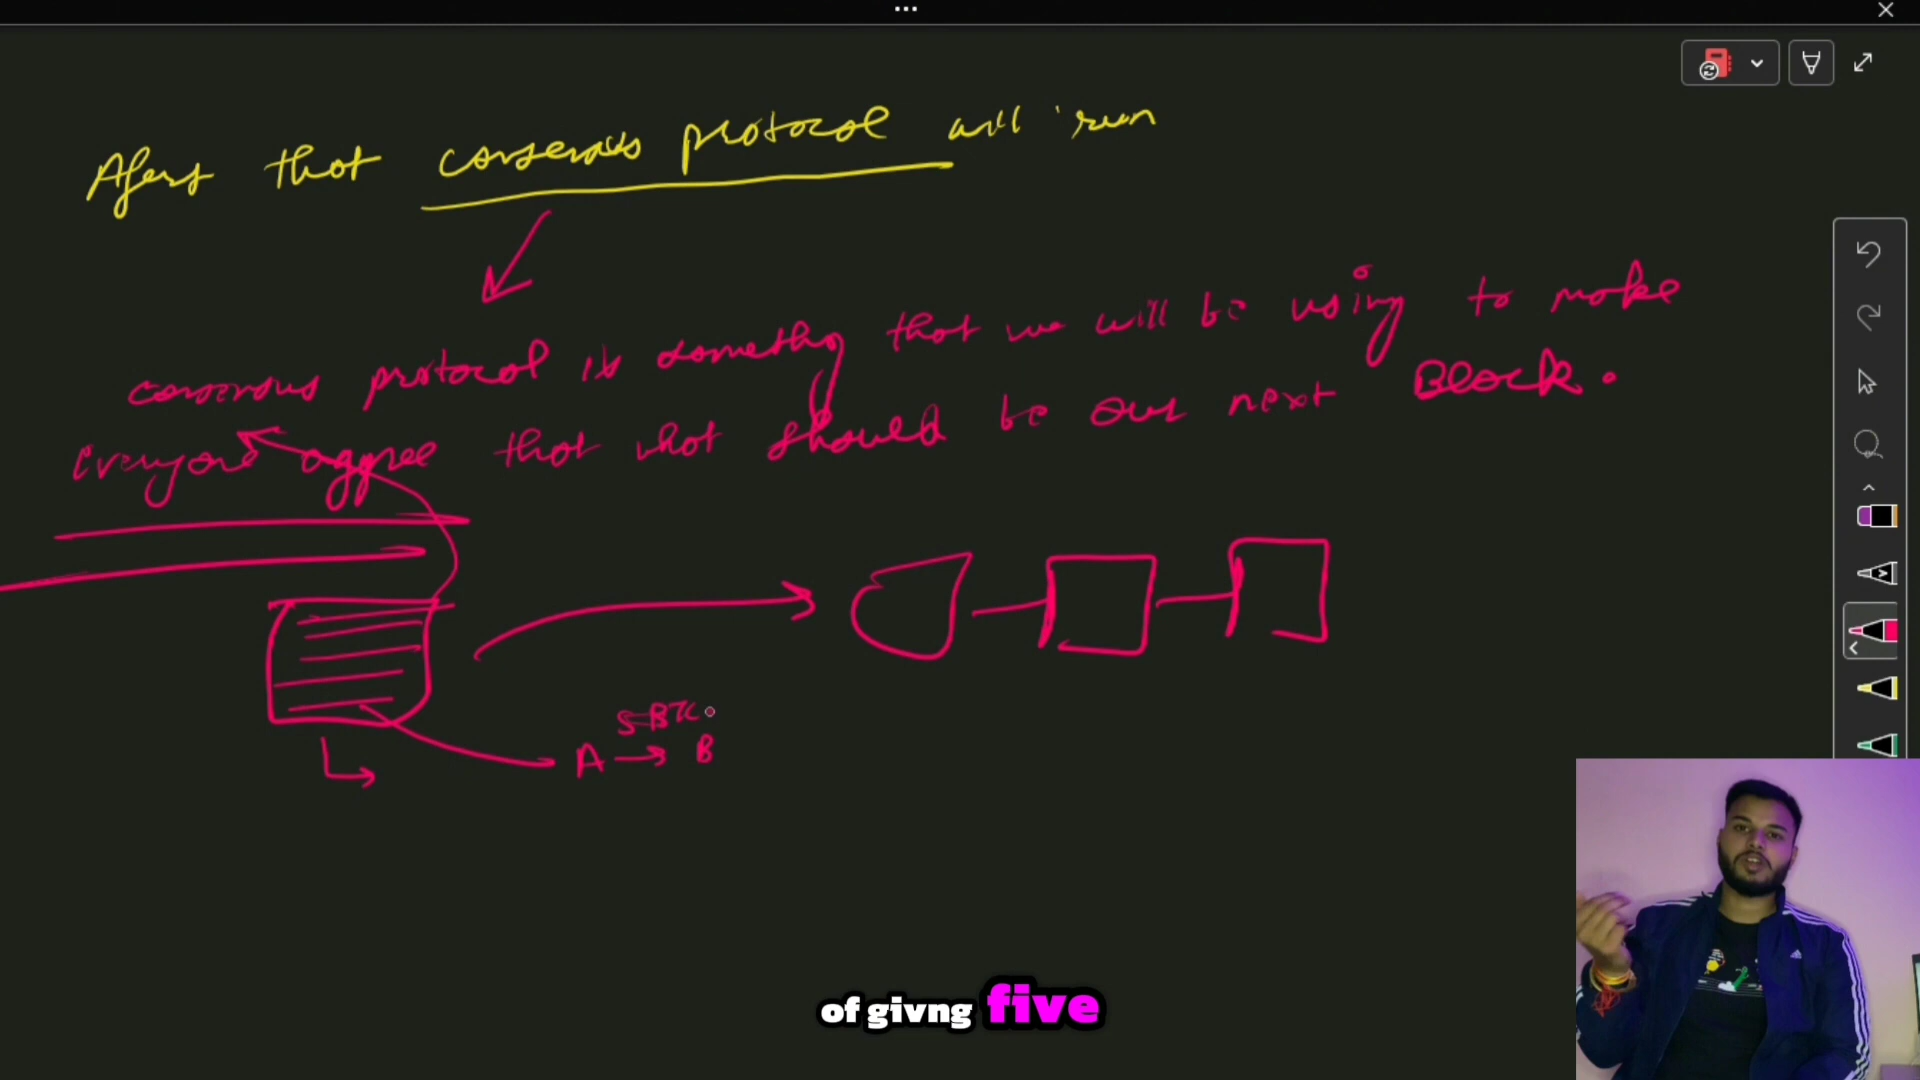 After that consensus protocol will run
consensus protocol is something that we will be using to make
everyone aggree that what should be our next Block.
5-BTC
A → B
of givng five